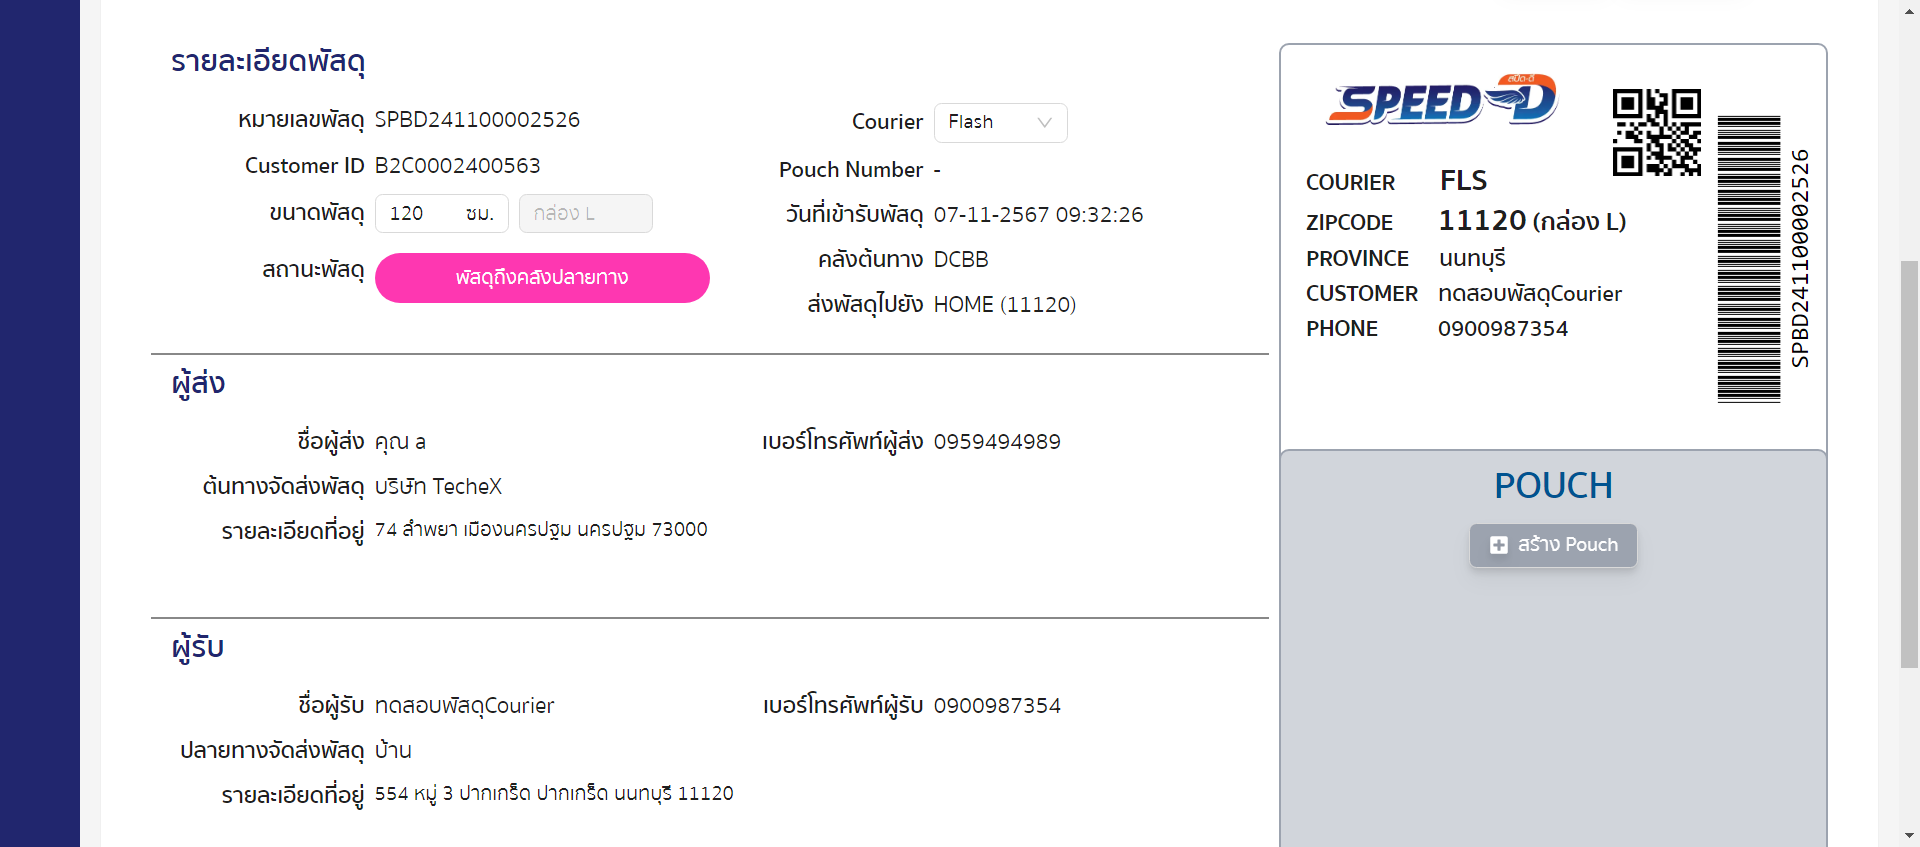 รายละเอียดพัสดุ
หมายเลขพัสดุ SPBD241100002526
Customer ID B2C0002400563
ขนาดพัสดุ 120 ซม. กล่อง L
สถานะพัสดุ พัสดุถึงคลังปลายทาง
Courier Flash
Pouch Number -
วันที่เข้ารับพัสดุ 07-11-2567 09:32:26
คลังต้นทาง DCBB
ส่งพัสดุไปยัง HOME (11120)
ผู้ส่ง
ชื่อผู้ส่ง คุณ a
เบอร์โทรศัพท์ผู้ส่ง 0959494989
ต้นทางจัดส่งพัสดุ บริษัท TecheX
รายละเอียดที่อยู่ 74 ลำพยา เมืองนครปฐม นครปฐม 73000
ผู้รับ
ชื่อผู้รับ ทดสอบพัสดุCourier
เบอร์โทรศัพท์ผู้รับ 0900987354
ปลายทางจัดส่งพัสดุ บ้าน
รายละเอียดที่อยู่ 554 หมู่ 3 ปากเกร็ด ปากเกร็ด นนทบุรี 11120
สปีด-ดี
SPEED-D
COURIER FLS
ZIPCODE 11120 (กล่อง L)
PROVINCE นนทบุรี
CUSTOMER ทดสอบพัสดุCourier
PHONE 0900987354
SPBD241100002526
POUCH
สร้าง Pouch